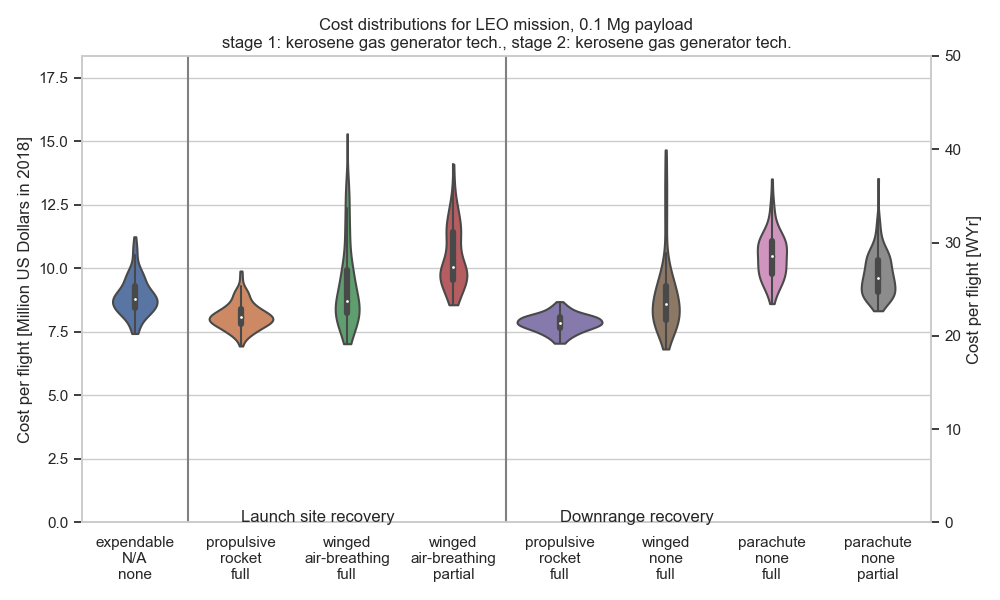 Cost distributions for LEO mission, 0.1 Mg payload
stage 1: kerosene gas generator tech., stage 2: kerosene gas generator tech.
Cost per flight [Million US Dollars in 2018]
17.5
15.0
12.5
10.0
7.5
5.0
2.5
0.0
50
40
30
20
10
0
Cost per flight [WYr]
Launch site recovery
Downrange recovery
expendable
N/A
none
propulsive
rocket
full
winged
air-breathing
full
winged
air-breathing
partial
propulsive
rocket
full
winged
none
full
parachute
none
full
parachute
none
partial